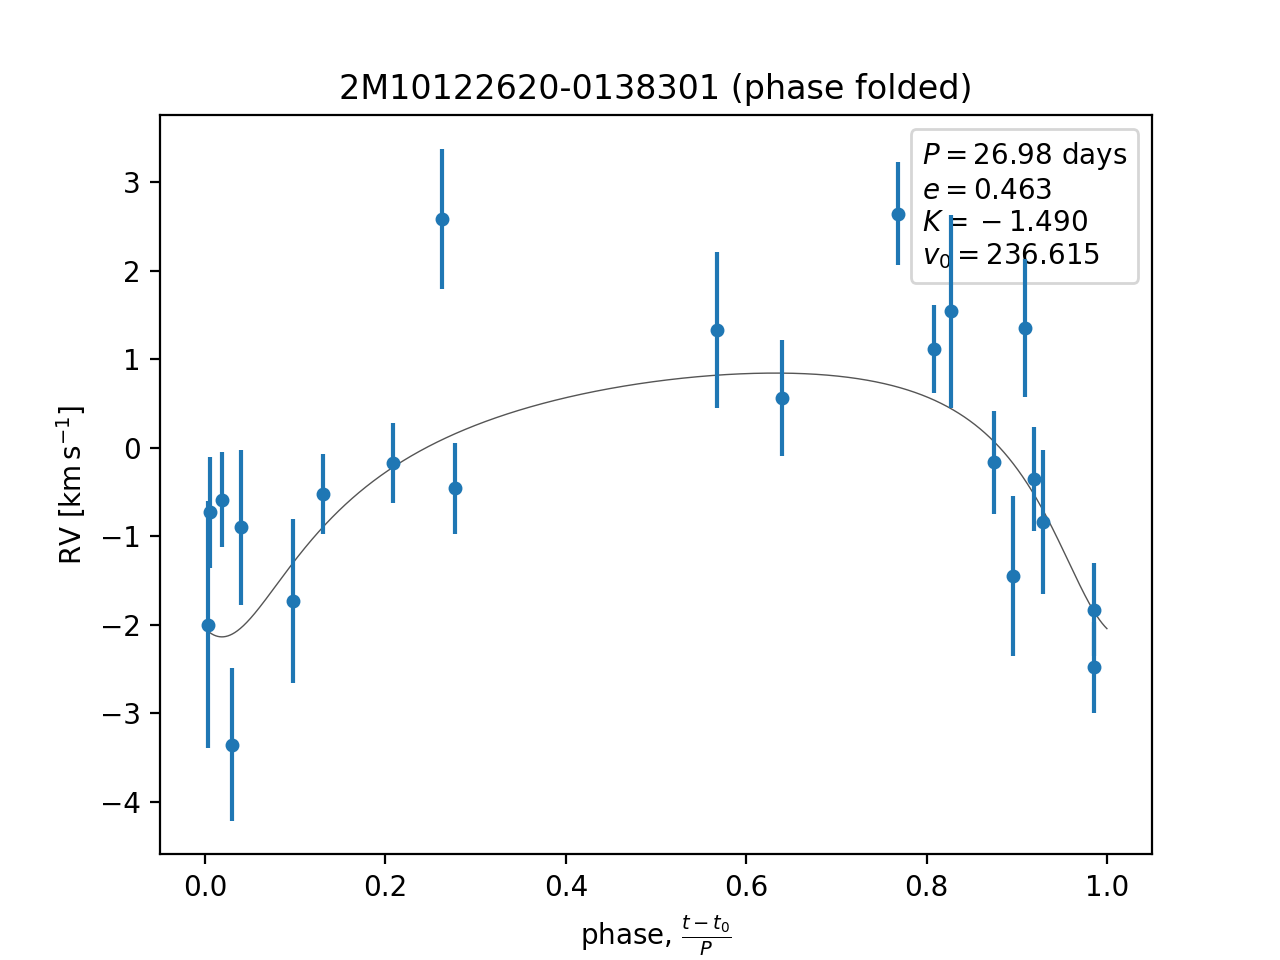 2M10122620-0138301 (phase folded)
P = 26.98 days
e = 0.463
K = −1.490
v₀ = 236.615
RV [km s⁻¹]
3
2
1
0
−1
−2
−3
−4
0.0 0.2 0.4 0.6 0.8 1.0
phase, (t − t₀)/P